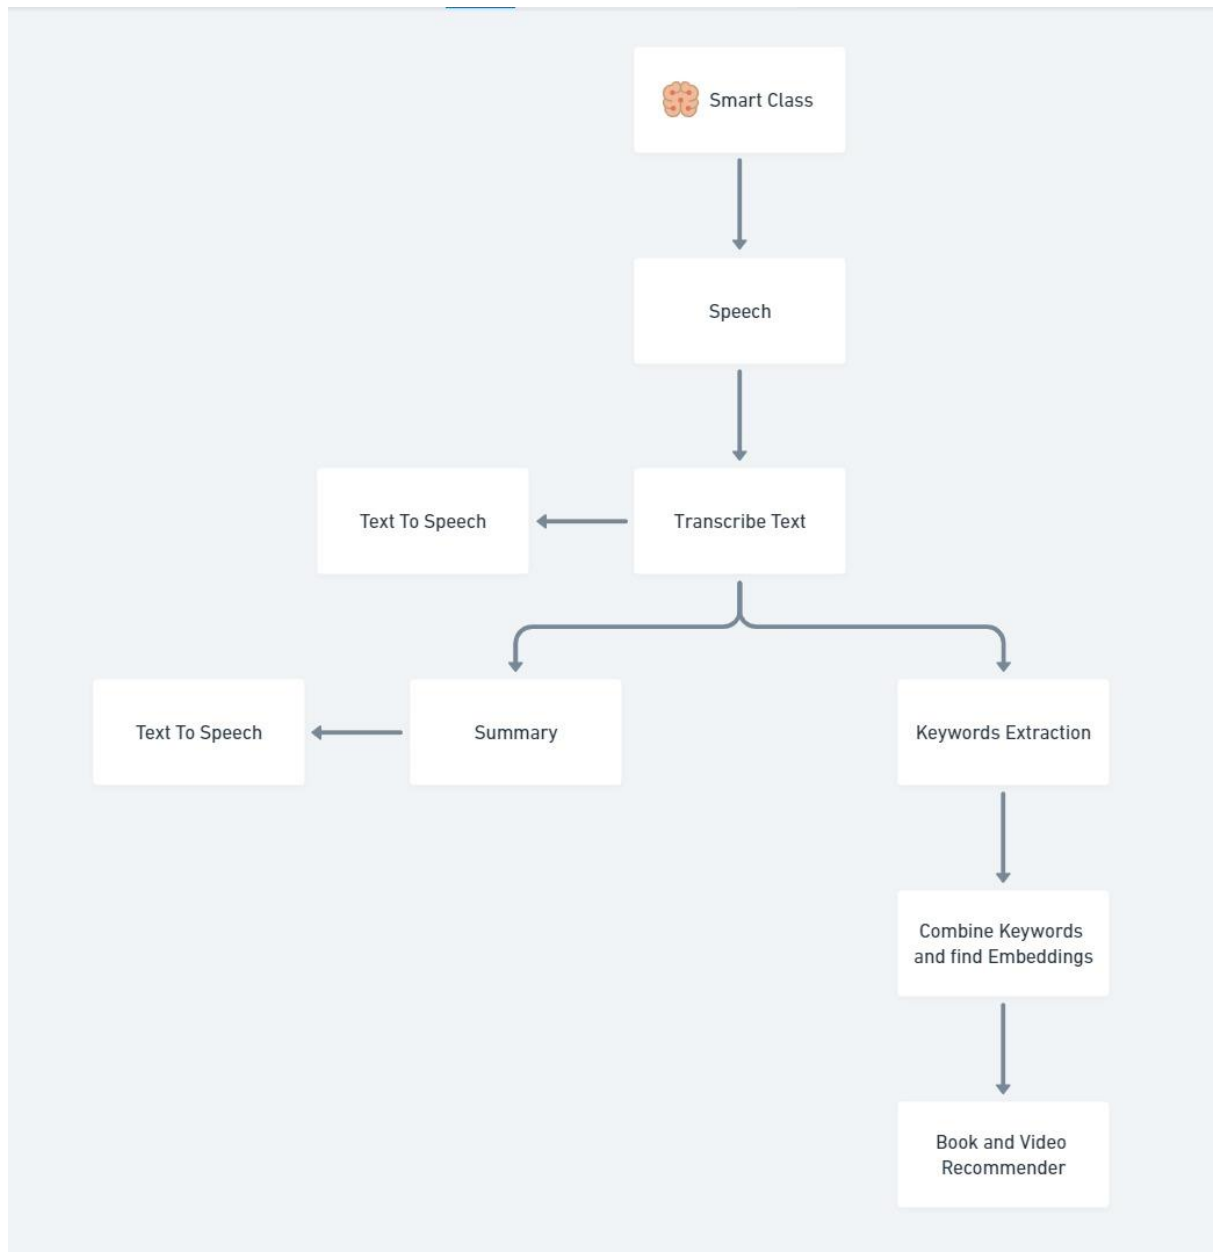 Smart Class
Speech
Text To Speech
Transcribe Text
Text To Speech
Summary
Keywords Extraction
Combine Keywords
and find Embeddings
Book and Video
Recommender